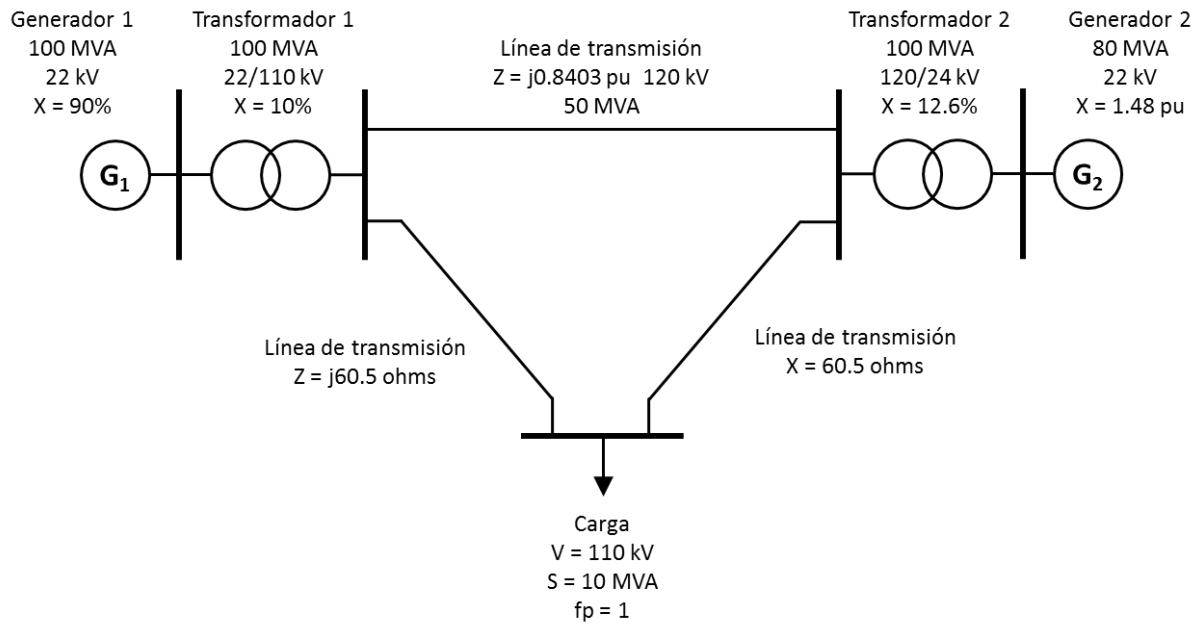 Generador 1
100 MVA
22 kV
X = 90%
Transformador 1
100 MVA
22/110 kV
X = 10%
Línea de transmisión
Z = j0.8403 pu  120 kV
50 MVA
Transformador 2
100 MVA
120/24 kV
X = 12.6%
Generador 2
80 MVA
22 kV
X = 1.48 pu
G1
G2
Línea de transmisión
Z = j60.5 ohms
Línea de transmisión
X = 60.5 ohms
Carga
V = 110 kV
S = 10 MVA
fp = 1